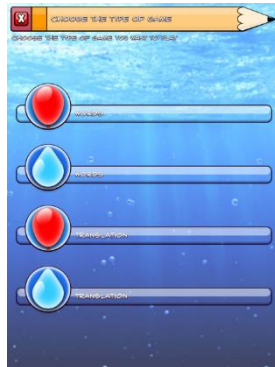 X
CHOOSE THE TYPE OF GAME
CHOOSE THE TYPE OF GAME YOU WANT TO PLAY
WORDS
WORDS
TRANSLATION
TRANSLATION